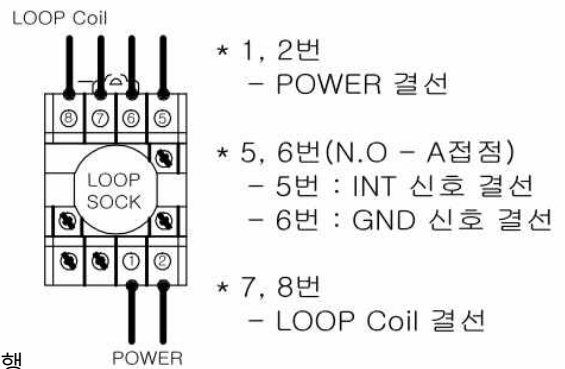 LOOP Coil
⑧ ⑦ ⑥ ⑤
LOOP
SOCK
① ②
POWER
* 1, 2번
- POWER 결선
* 5, 6번(N.O - A접점)
- 5번 : INT 신호 결선
- 6번 : GND 신호 결선
* 7, 8번
- LOOP Coil 결선
행